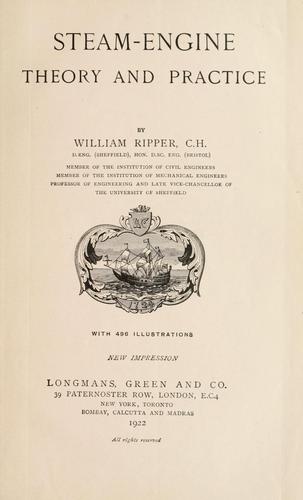 STEAM-ENGINE
THEORY AND PRACTICE
BY
WILLIAM RIPPER, C.H.
D.ENG. (SHEFFIELD), HON. D.SC. ENG. (BRISTOL)
MEMBER OF THE INSTITUTION OF CIVIL ENGINEERS
MEMBER OF THE INSTITUTION OF MECHANICAL ENGINEERS
PROFESSOR OF ENGINEERING AND LATE VICE-CHANCELLOR OF
THE UNIVERSITY OF SHEFFIELD
1724
WITH 496 ILLUSTRATIONS
NEW IMPRESSION
LONGMANS, GREEN AND CO.
39 PATERNOSTER ROW, LONDON, E.C.4
NEW YORK, TORONTO
BOMBAY, CALCUTTA AND MADRAS
1922
All rights reserved